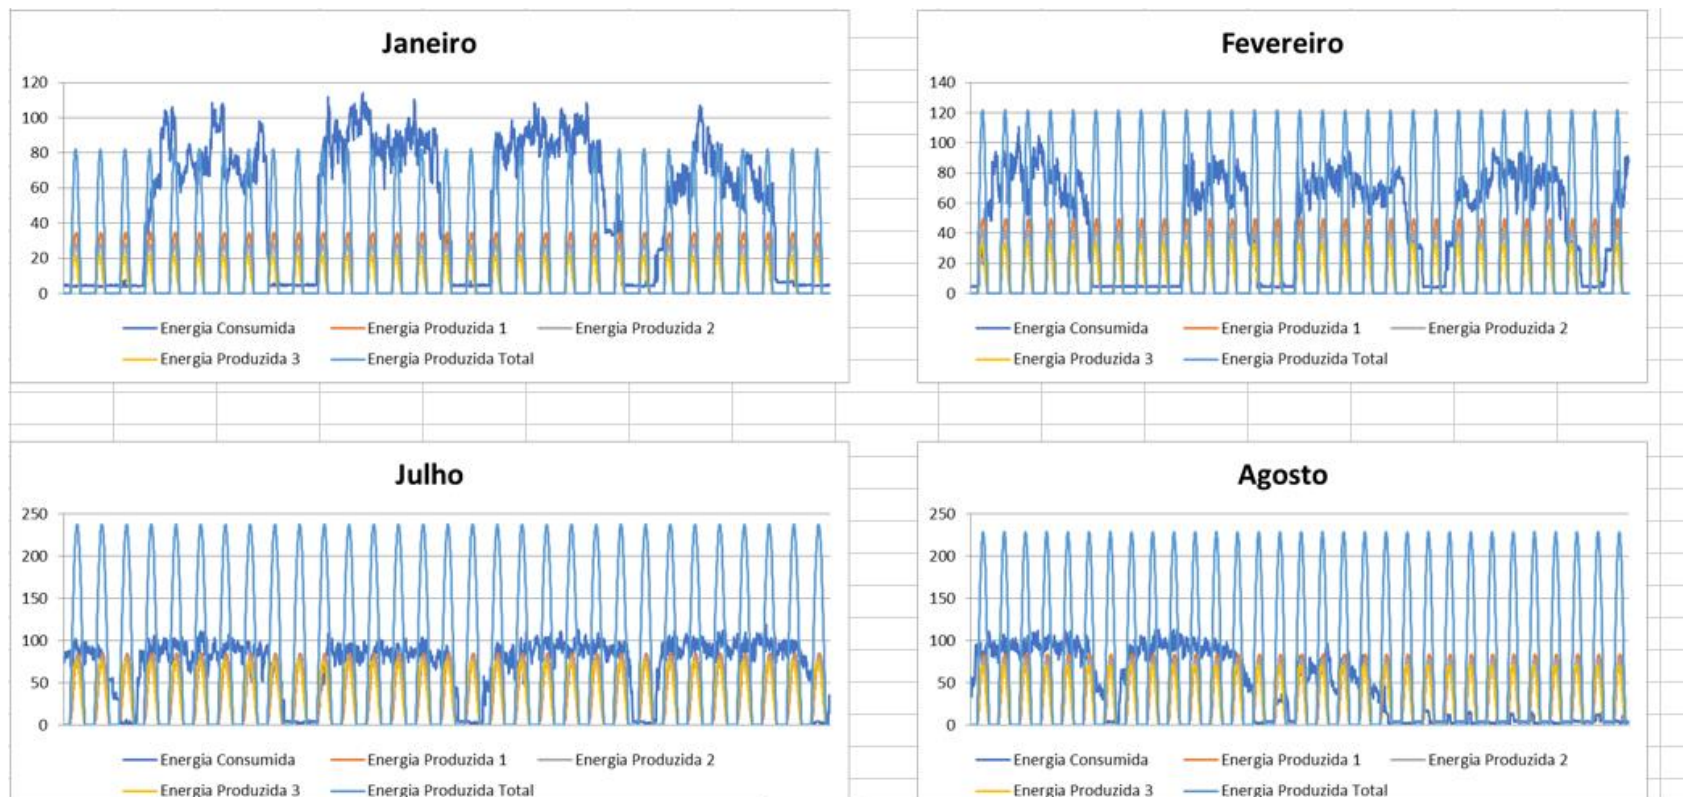 Janeiro
120
100
80
60
40
20
0
Energia Consumida Energia Produzida 1 Energia Produzida 2
Energia Produzida 3 Energia Produzida Total
Fevereiro
140
120
100
80
60
40
20
0
Energia Consumida Energia Produzida 1 Energia Produzida 2
Energia Produzida 3 Energia Produzida Total
Julho
250
200
150
100
50
0
Energia Consumida Energia Produzida 1 Energia Produzida 2
Energia Produzida 3 Energia Produzida Total
Agosto
250
200
150
100
50
0
Energia Consumida Energia Produzida 1 Energia Produzida 2
Energia Produzida 3 Energia Produzida Total